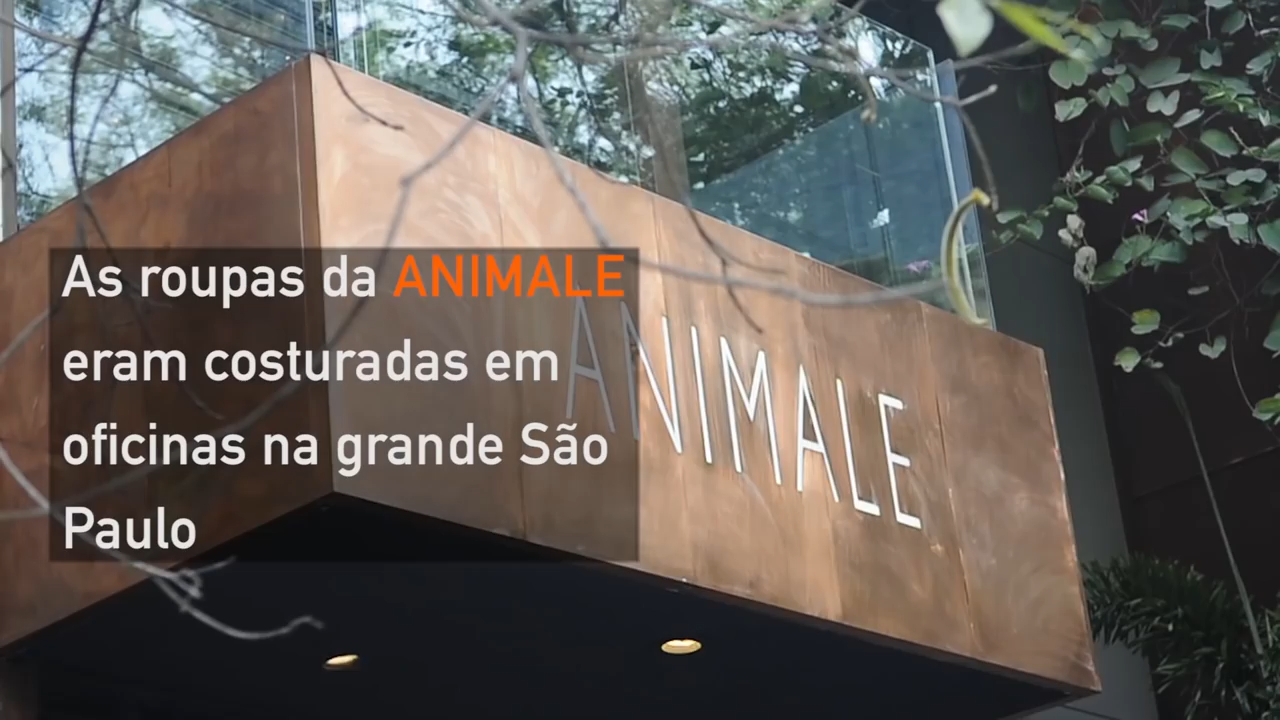 As roupas da ANIMALE
eram costuradas em
oficinas na grande São
Paulo
ANIMALE